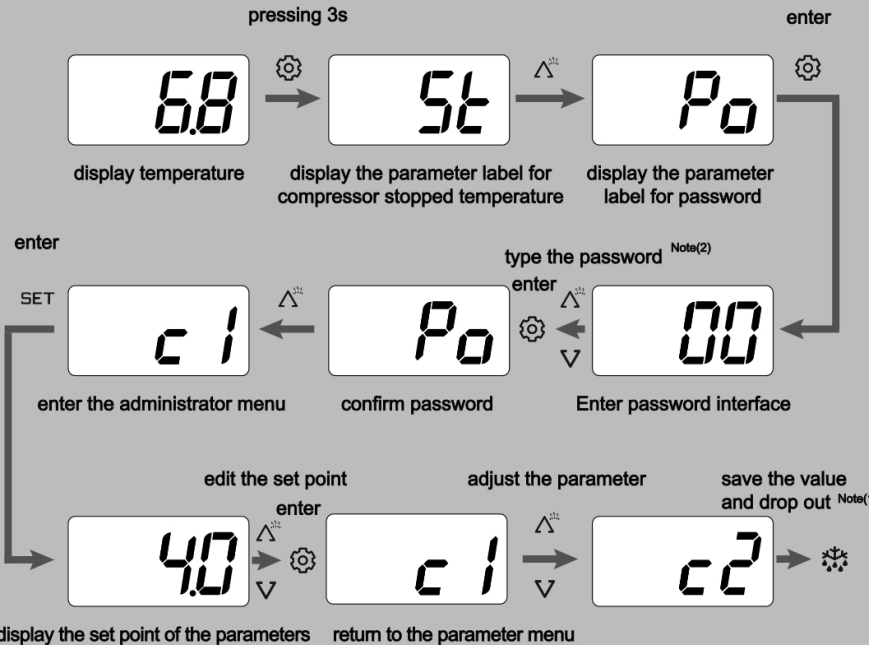 pressing 3s
enter
6.8
St
Po
display temperature
display the parameter label for
compressor stopped temperature
display the parameter
label for password
enter
type the password Note(2)
enter
SET
c1
Po
00
enter the administrator menu
confirm password
Enter password interface
edit the set point
enter
adjust the parameter
save the value
and drop out Note(
4.0
c1
c2
display the set point of the parameters
return to the parameter menu